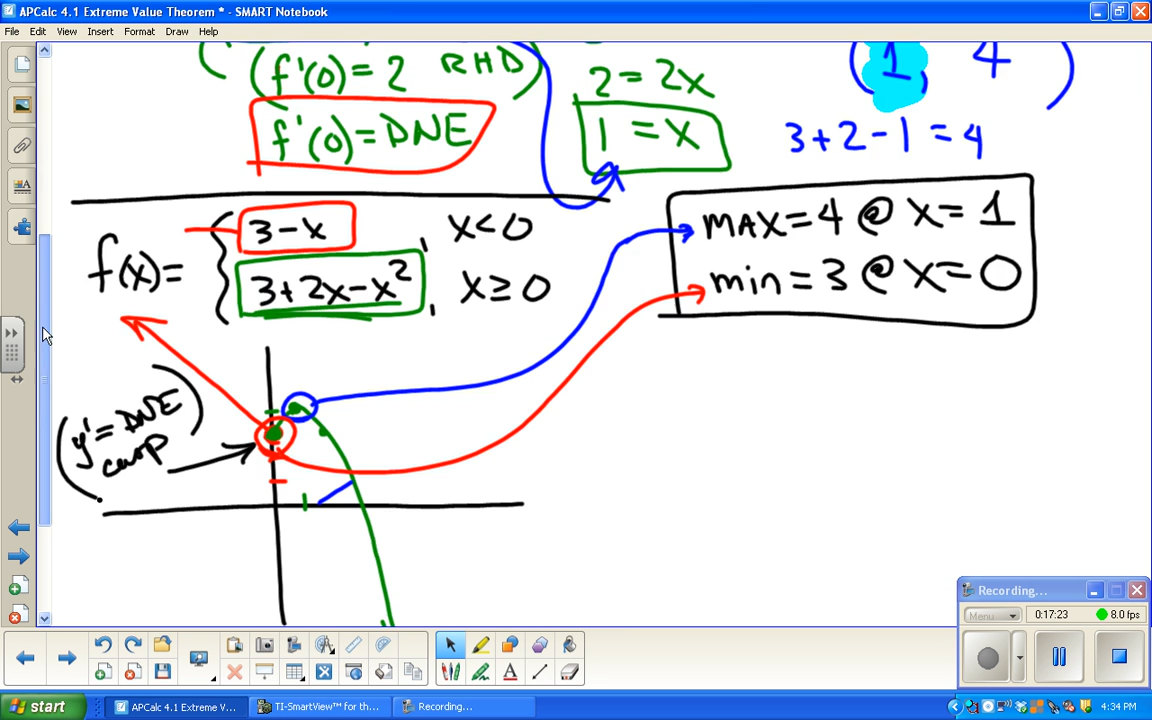 APCalc 4.1 Extreme Value Theorem * - SMART Notebook
File Edit View Insert Format Draw Help
(f'(0)=2 RHD)
f'(0)=DNE
2=2x
1=x
(1 4)
3+2-1=4
f(x)= { 3-x, x<0
3+2x-x², x≥0
MAX=4 @ x=1
min=3 @ x=0
(y'=DNE
cusp)
Recording...
Menu
0:17:23
8.0 fps
start
APCalc 4.1 Extreme V...
TI-SmartView™ for th...
Recording...
4:34 PM